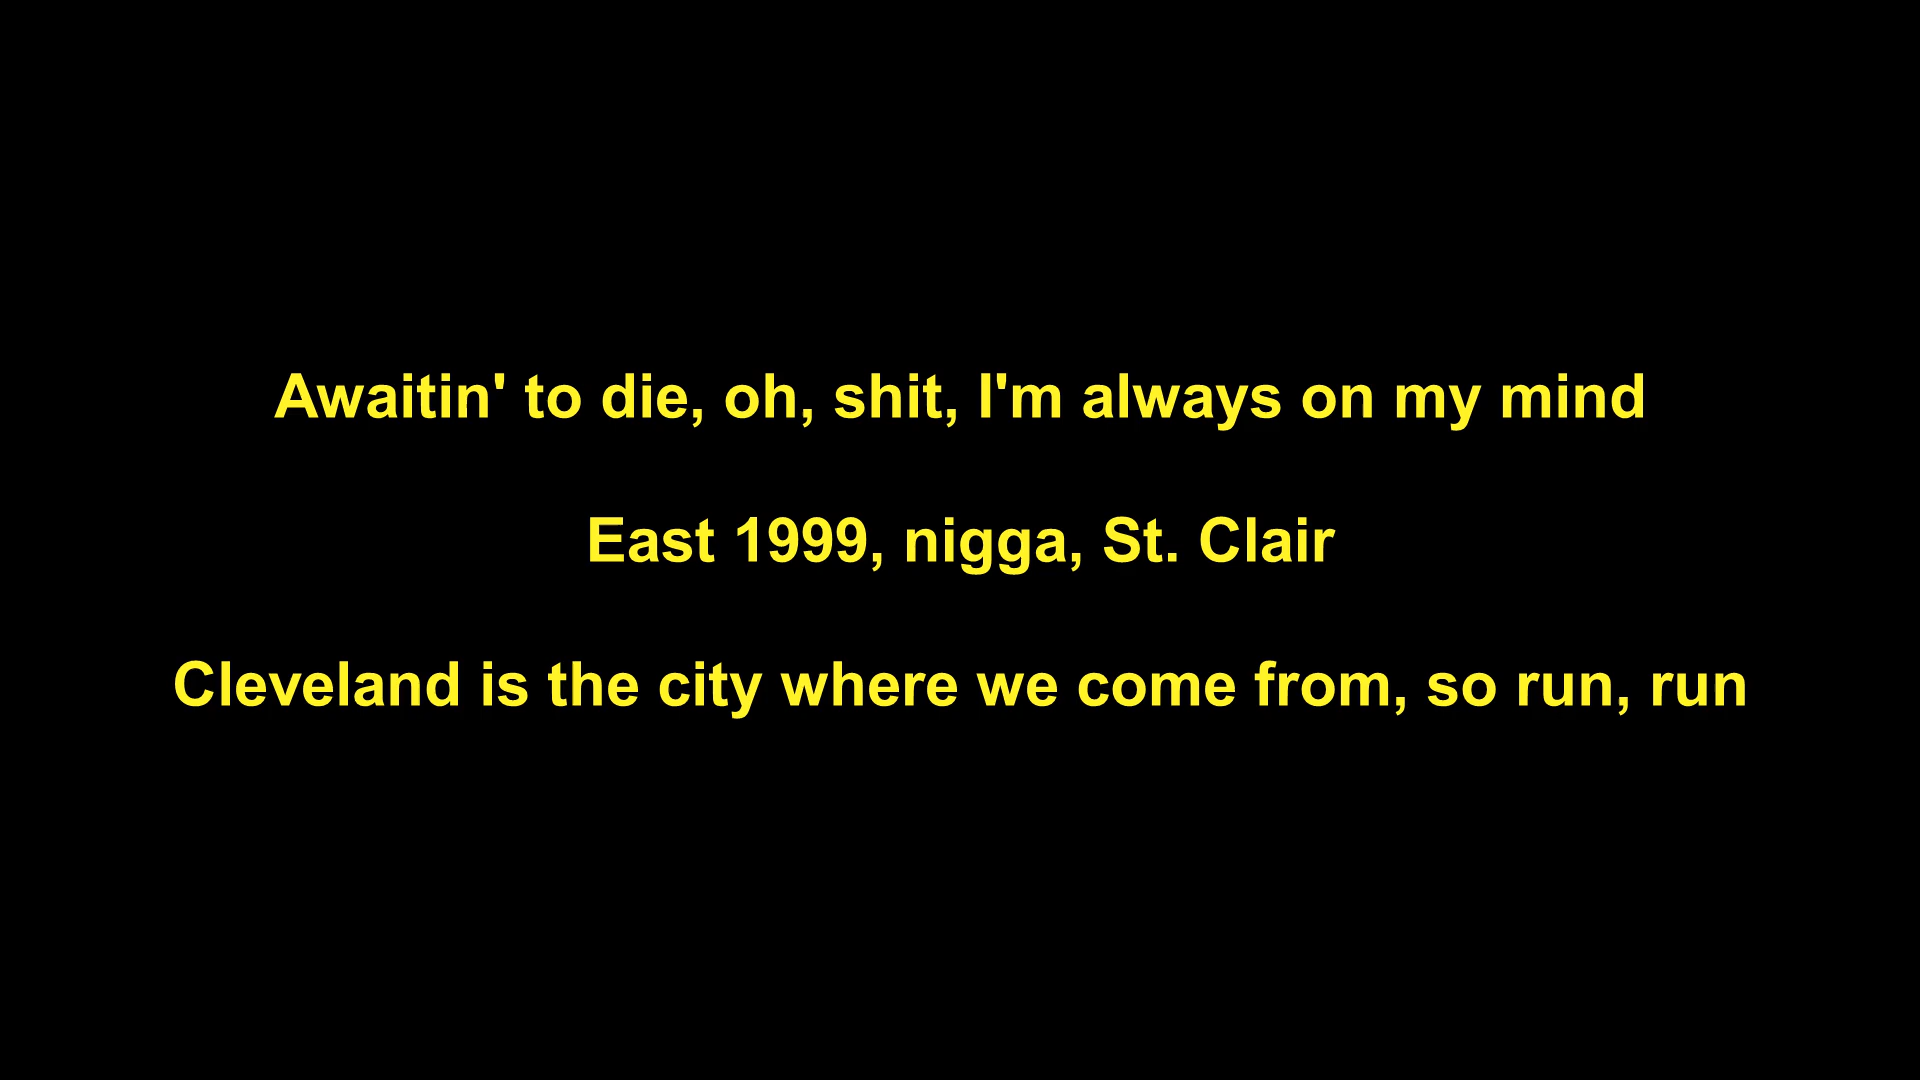 Awaitin' to die, oh, shit, I'm always on my mind
East 1999, nigga, St. Clair
Cleveland is the city where we come from, so run, run